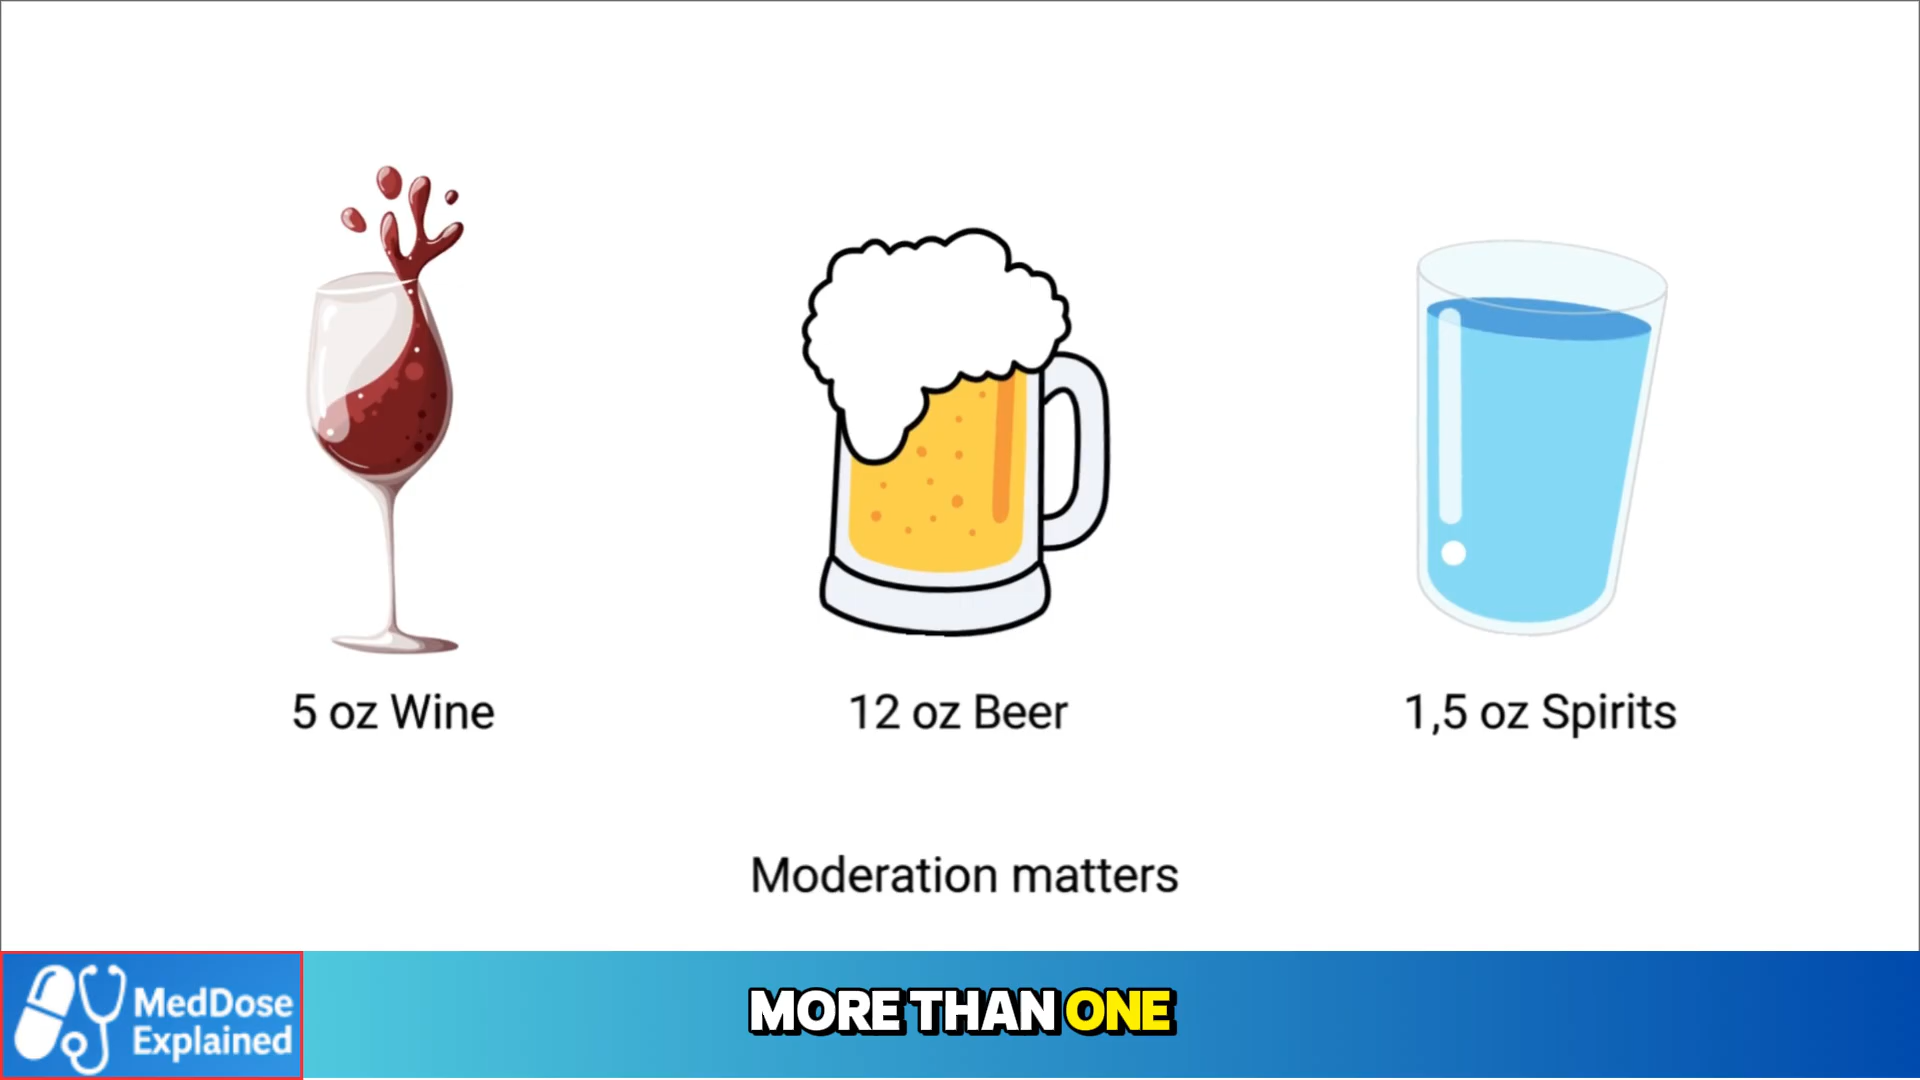 5 oz Wine
12 oz Beer
1,5 oz Spirits
Moderation matters
MedDose
Explained
MORE THAN ONE